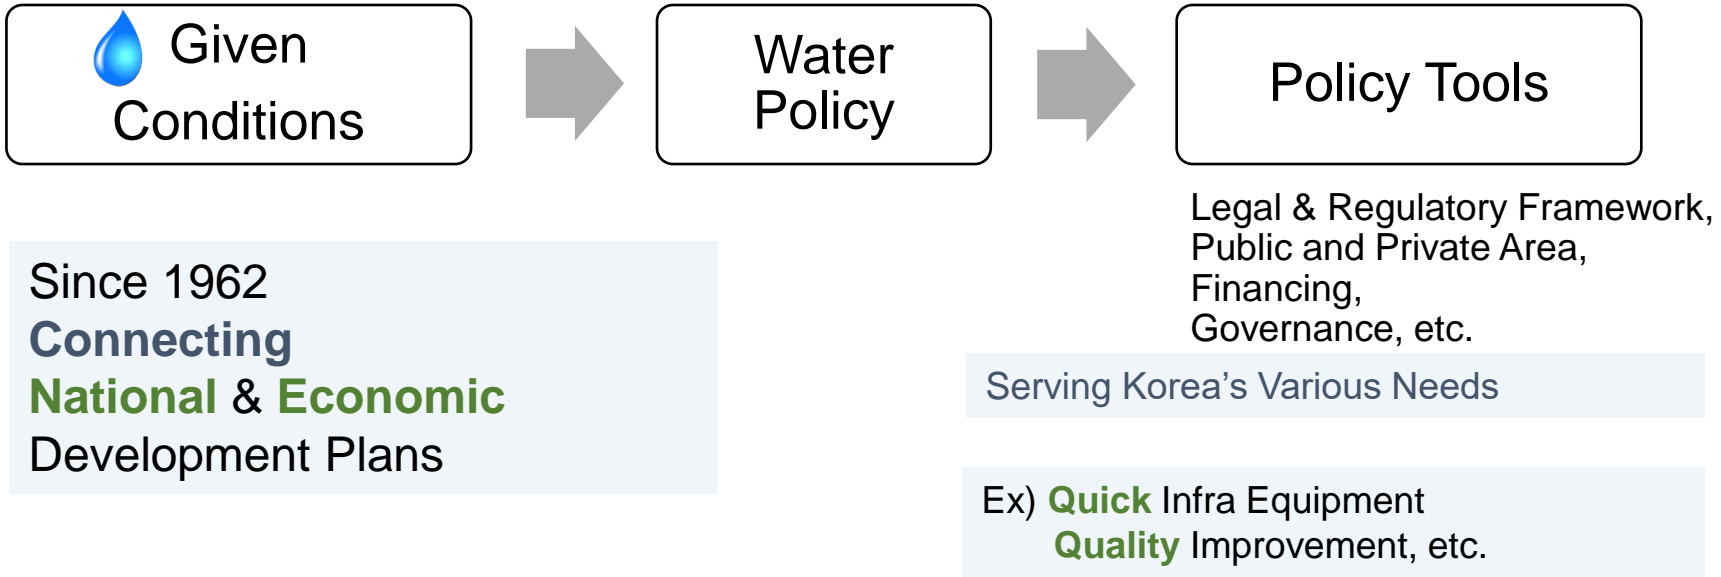 Given
Conditions
Water
Policy
Policy Tools
Since 1962
Connecting
National & Economic
Development Plans
Legal & Regulatory Framework,
Public and Private Area,
Financing,
Governance, etc.
Serving Korea’s Various Needs
Ex) Quick Infra Equipment
Quality Improvement, etc.